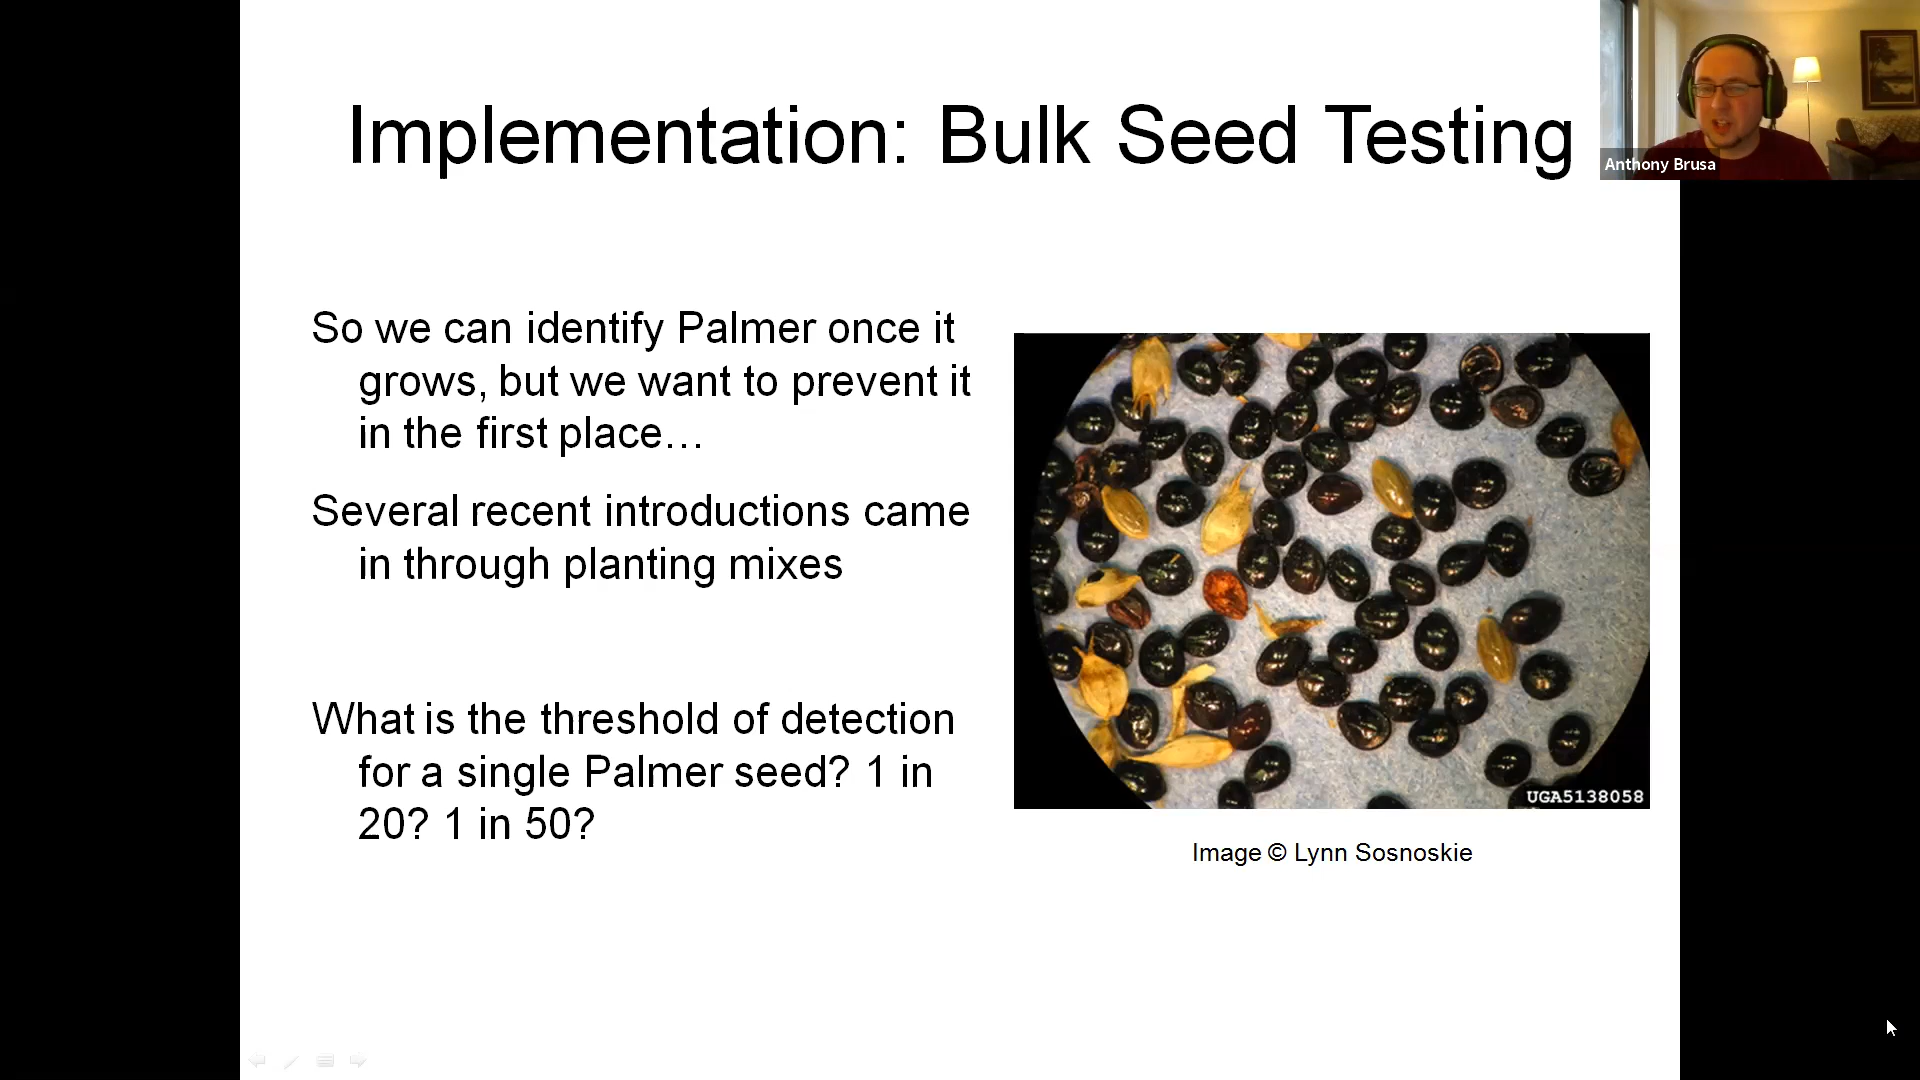 Implementation: Bulk Seed Testing
Anthony Brusa
So we can identify Palmer once it
grows, but we want to prevent it
in the first place…
Several recent introductions came
in through planting mixes
What is the threshold of detection
for a single Palmer seed? 1 in
20? 1 in 50?
UGA5138058
Image © Lynn Sosnoskie